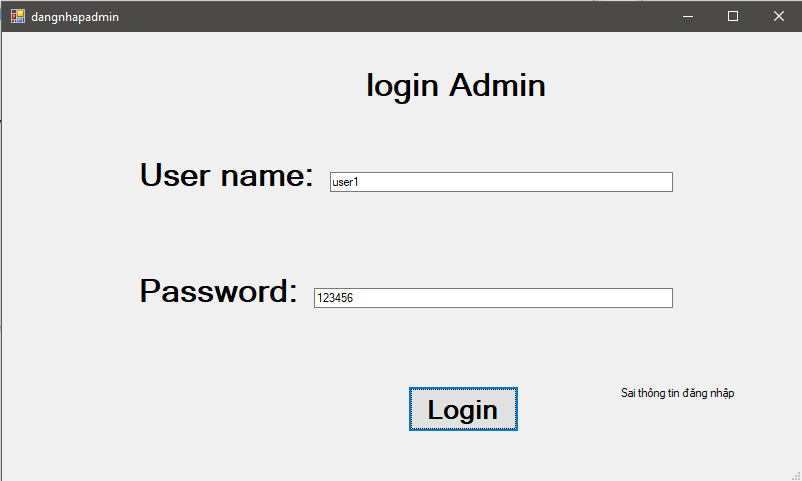 dangnhapadmin
login Admin
User name: user1
Password: 123456
Login
Sai thông tin đăng nhập